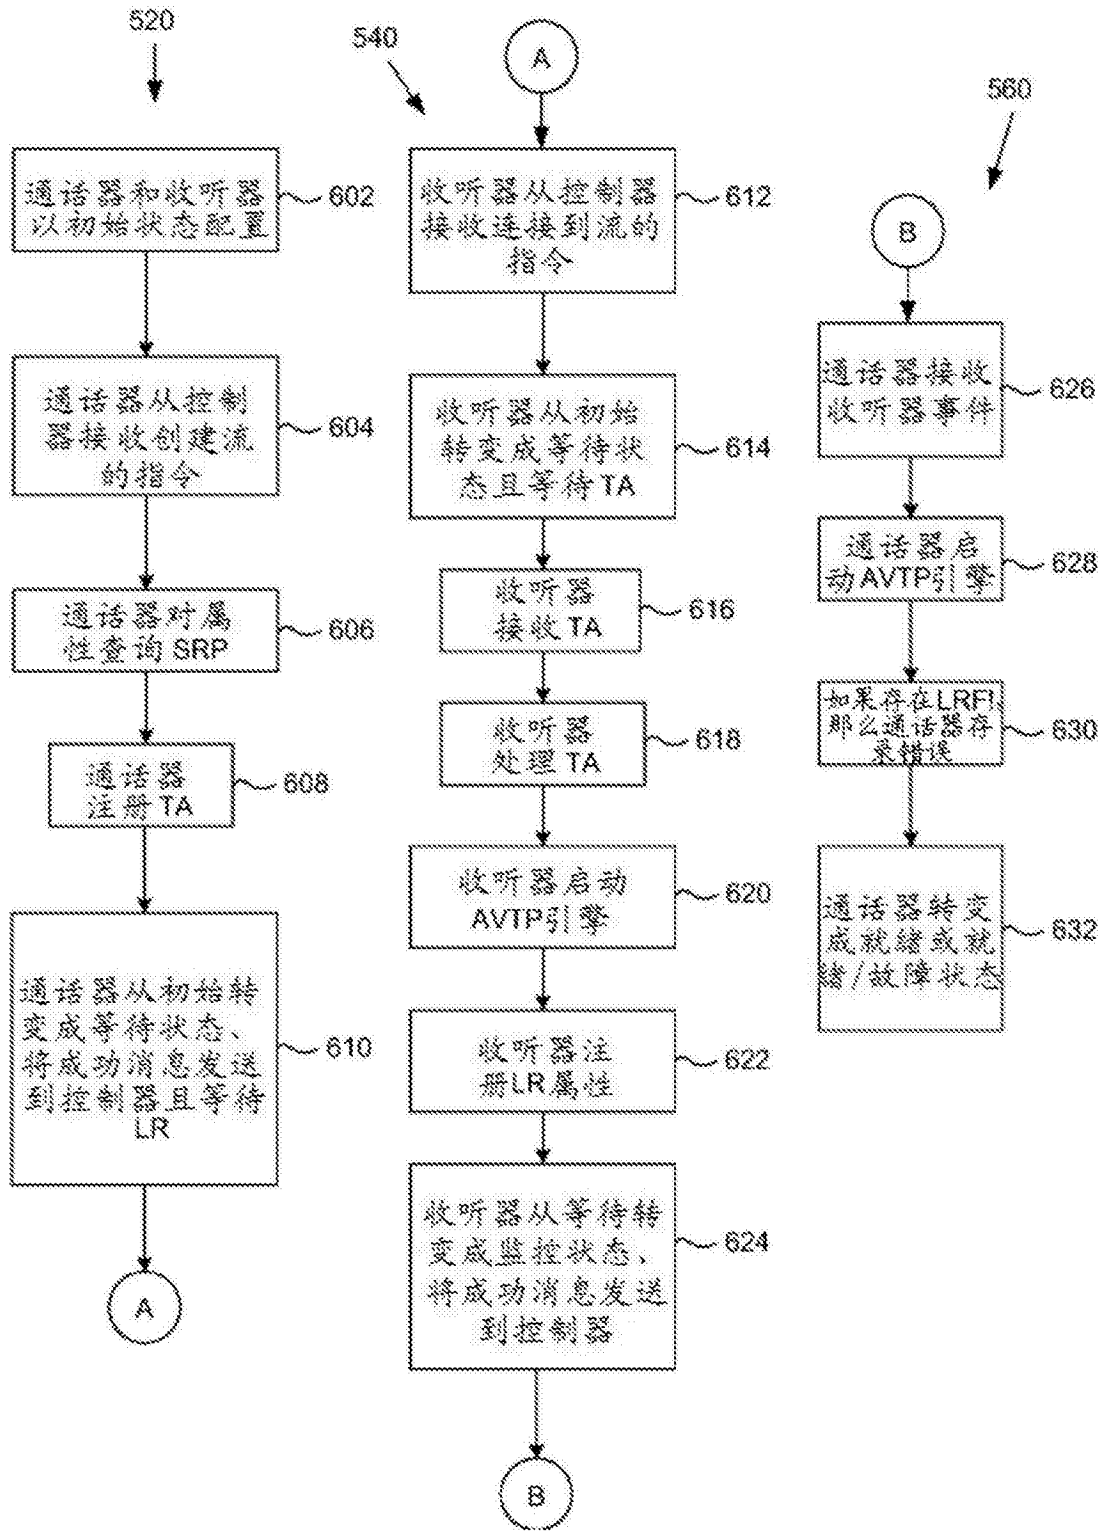 520
通话器和收听器
以初始状态配置
602
通话器从控制
器接收创建流
的指令
604
通话器对属
性查询SRP
606
通话器
注册TA
608
通话器从初始转
变成等待状态、
将成功消息发送
到控制器且等待
LR
610
A
540
A
收听器从控制器
接收连接到流的
指令
612
收听器从初始
转变成等待状
态且等待TA
614
收听器
接收TA
616
收听器
处理TA
618
收听器启动
AVTP引擎
620
收听器注
册LR属性
622
收听器从等待转
变成监控状态、
将成功消息发送
到控制器
624
B
560
B
通话器接收
收听器事件
626
通话器启
动AVTP引擎
628
如果存在LRFI,
那么通话器存
录错误
630
通话器转变
成就绪或就
绪/故障状态
632